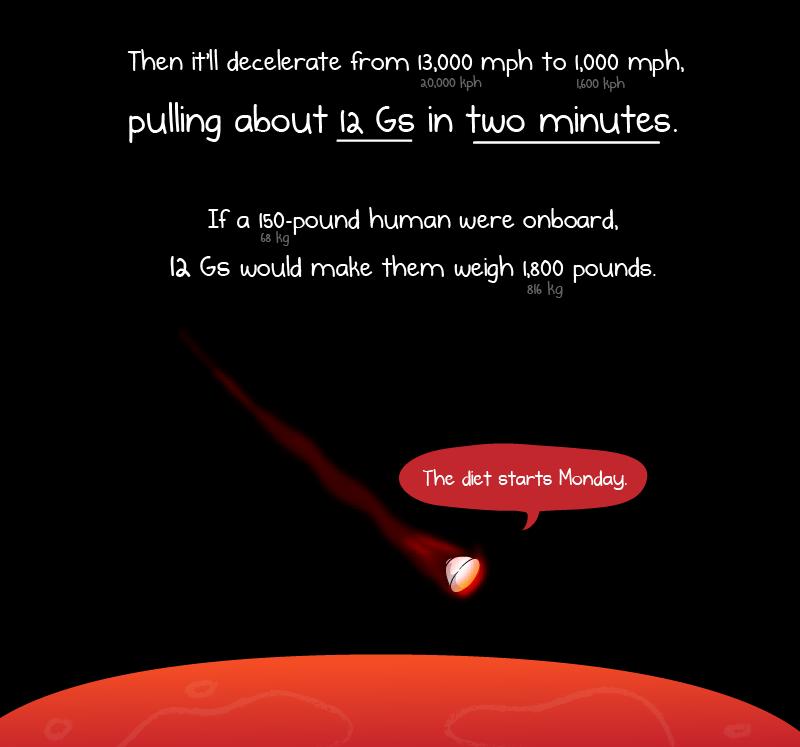 Then it'll decelerate from 13,000 mph to 1,000 mph,
20,000 kph 1,600 kph
pulling about 12 Gs in two minutes.
If a 150-pound human were onboard,
68 kg
12 Gs would make them weigh 1,800 pounds.
816 kg
The diet starts Monday.